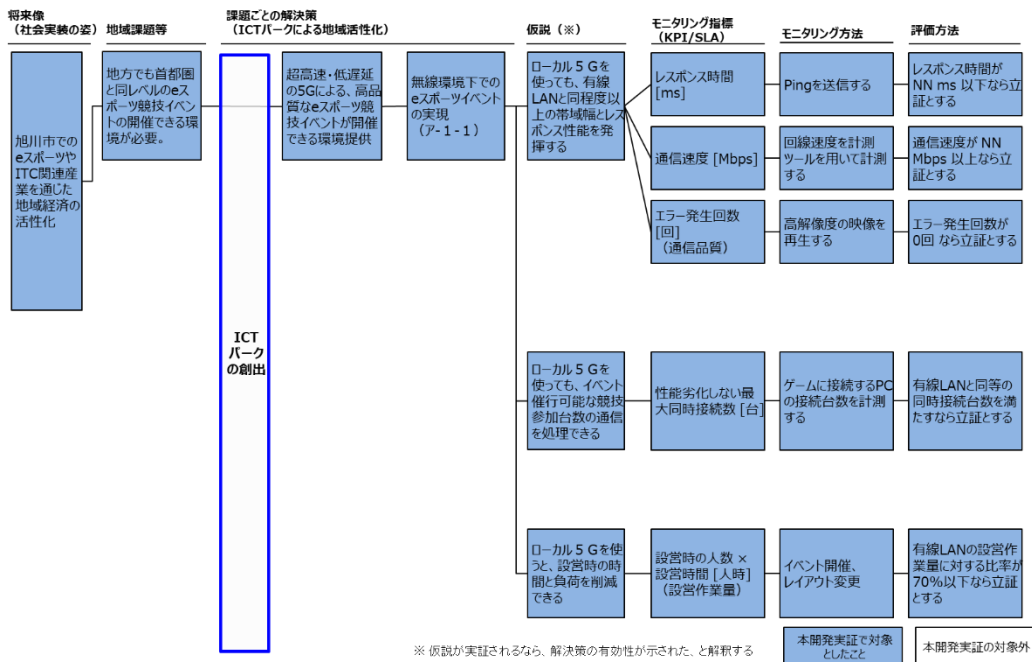 将来像
（社会実装の姿）
地域課題等
課題ごとの解決策
（ICTパークによる地域活性化）
仮説（※）
モニタリング指標
（KPI/SLA）
モニタリング方法
評価方法
旭川市での
eスポーツや
ITC関連産
業を通じた
地域経済の
活性化
地方でも首都圏
と同レベルのeス
ポーツ競技イベン
トの開催できる環
境が必要。
ICT
パーク
の創出
超高速・低遅延
の5Gによる、高品
質なeスポーツ競
技イベントが開催
できる環境提供
無線環境下での
eスポーツイベント
の実現
（ア-１-１）
ローカル５Ｇを
使っても、有線
LANと同程度以
上の帯域幅とレス
ポンス性能を発
揮する
レスポンス時間
[ms]
Pingを送信する
レスポンス時間が
NN ms 以下なら立
証とする
通信速度 [Mbps]
回線速度を計測
ツールを用いて計測
する
通信速度が NN
Mbps 以上なら立
証とする
エラー発生回数
[回]
（通信品質）
高解像度の映像を
再生する
エラー発生回数が
0回 なら立証とする
ローカル５Ｇを
使っても、イベント
催行可能な競技
参加台数の通信
を処理できる
性能劣化しない最
大同時接続数 [台]
ゲームに接続するPC
の接続台数を計測
する
有線LANと同等の
同時接続台数を満
たすなら立証とする
ローカル５Ｇを使
うと、設営時の時
間と負荷を削減
できる
設営時の人数 ×
設営時間 [人時]
（設営作業量）
イベント開催、
レイアウト変更
有線LANの設営作
業量に対する比率が
70％以下なら立証
とする
※ 仮説が実証されるなら、解決策の有効性が示された、と解釈する
本開発実証で対象
としたこと
本開発実証の対象外